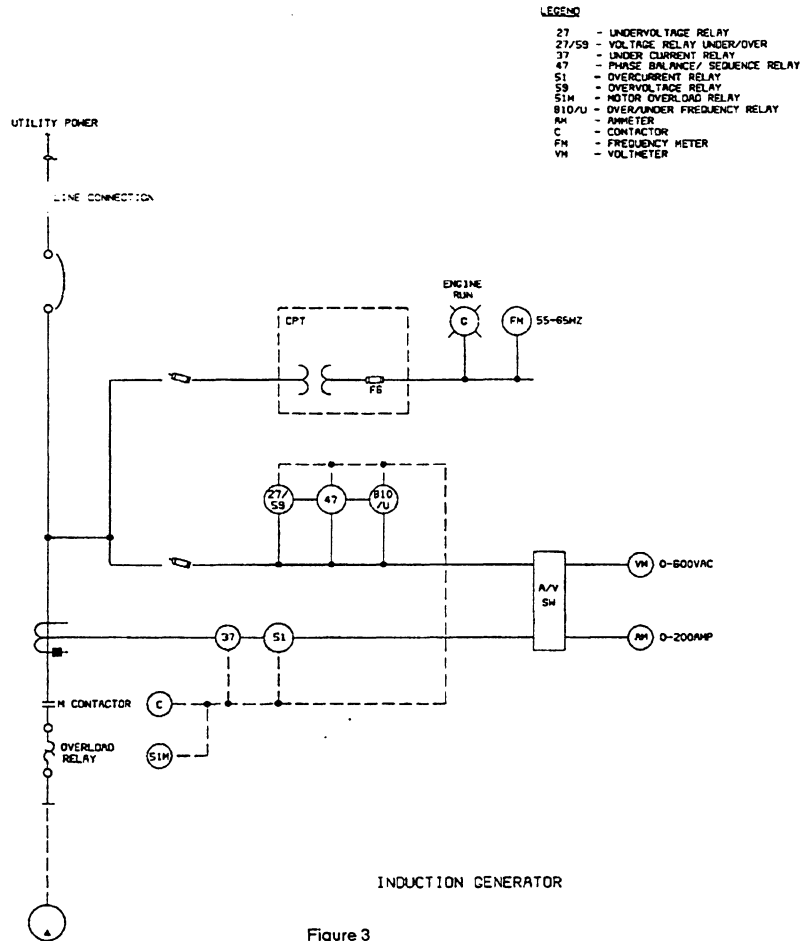 LEGEND
27 - UNDERVOLTAGE RELAY
27/59 - VOLTAGE RELAY UNDER/OVER
37 - UNDER CURRENT RELAY
47 - PHASE BALANCE/ SEQUENCE RELAY
51 - OVERCURRENT RELAY
59 - OVERVOLTAGE RELAY
51M - MOTOR OVERLOAD RELAY
810/U - OVER/UNDER FREQUENCY RELAY
AM - AMMETER
C - CONTACTOR
FM - FREQUENCY METER
VM - VOLTMETER
UTILITY POWER
LINE CONNECTION
ENGINE
RUN
CPT
C
FM
55-65HZ
F6
27/
59
47
810
/U
A/V
SW
VM
0-600VAC
37
51
AM
0-200AMP
M CONTACTOR
C
OVERLOAD
RELAY
51M
INDUCTION GENERATOR
Figure 3